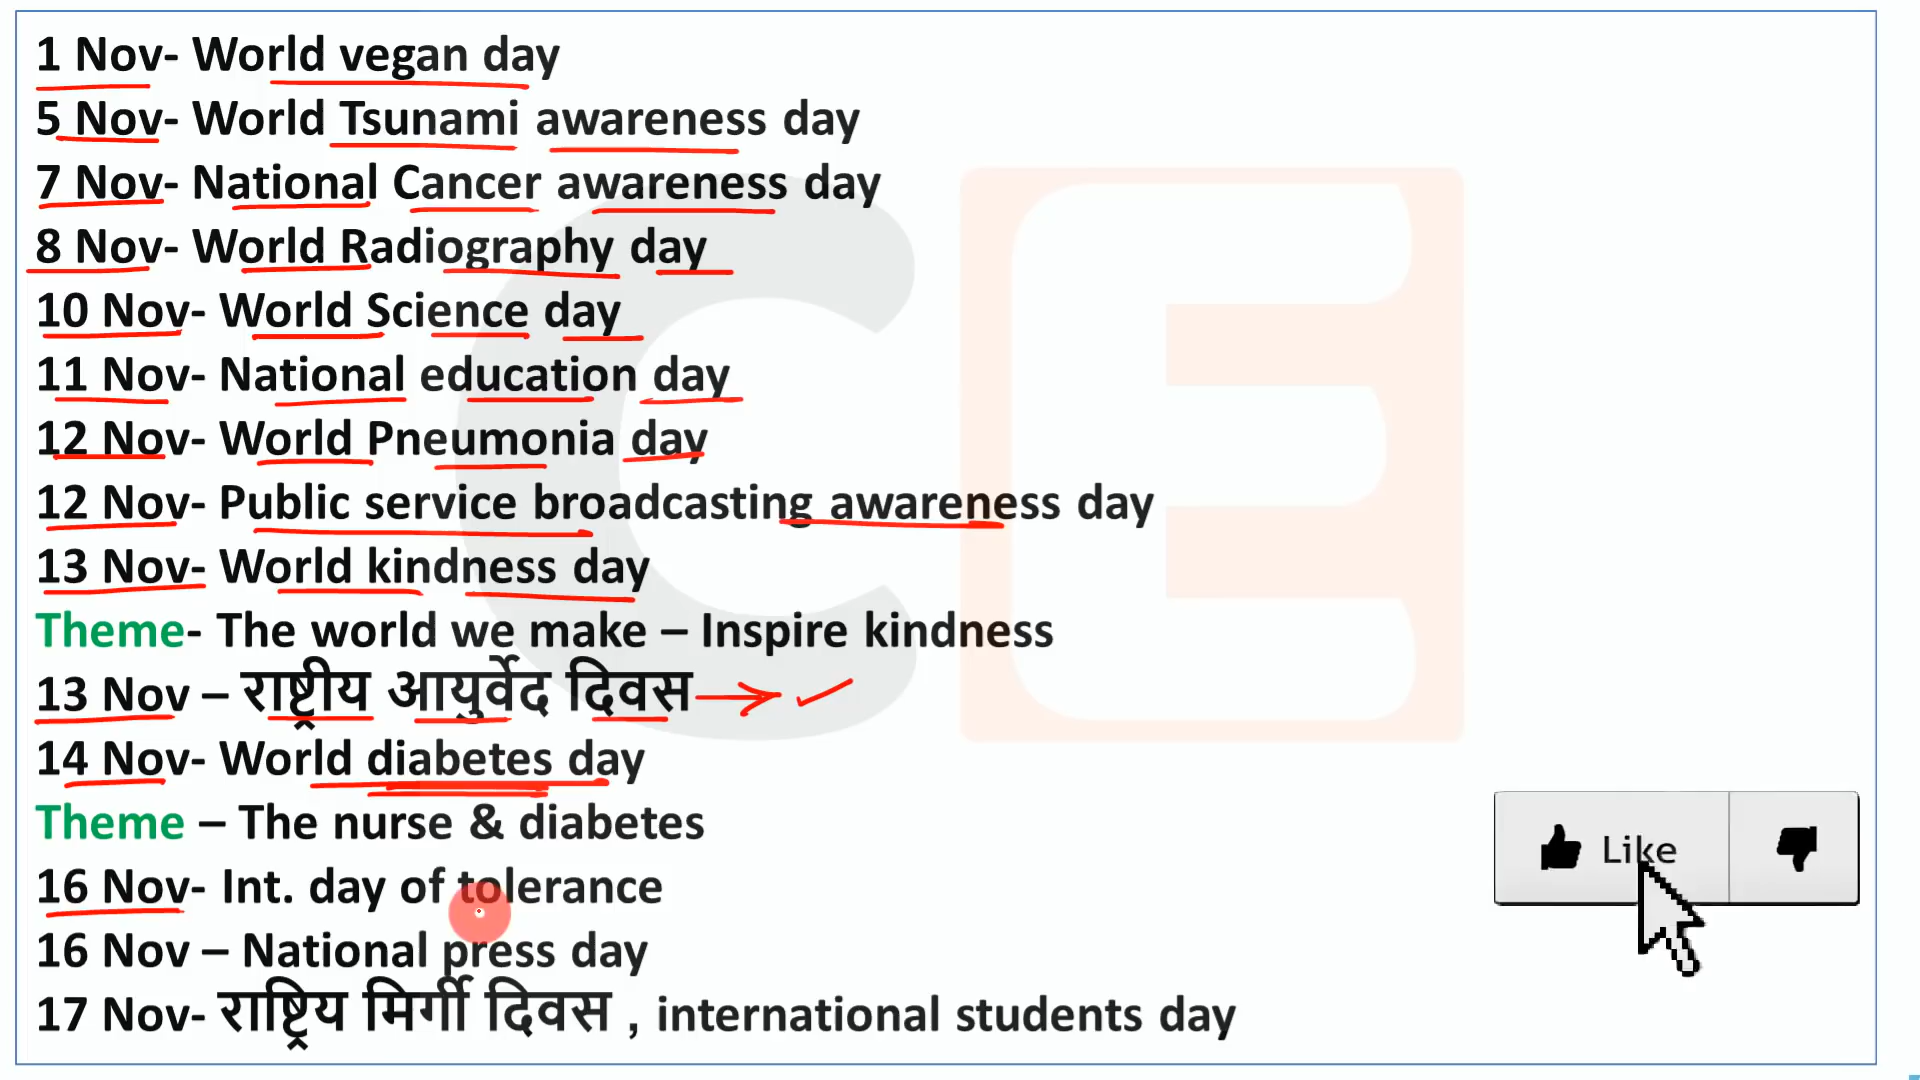 1 Nov- World vegan day
5 Nov- World Tsunami awareness day
7 Nov- National Cancer awareness day
8 Nov- World Radiography day
10 Nov- World Science day
11 Nov- National education day
12 Nov- World Pneumonia day
12 Nov- Public service broadcasting awareness day
13 Nov- World kindness day
Theme- The world we make – Inspire kindness
13 Nov – राष्ट्रीय आयुर्वेद दिवस
14 Nov- World diabetes day
Theme – The nurse & diabetes
16 Nov- Int. day of tolerance
16 Nov – National press day
17 Nov- राष्ट्रिय मिर्गी दिवस , international students day
CE
Like